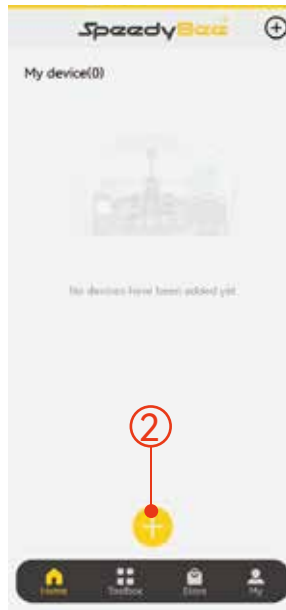 SpeedyBee
My device(0)
No devices have been added yet
2
Home Toolbox Store My